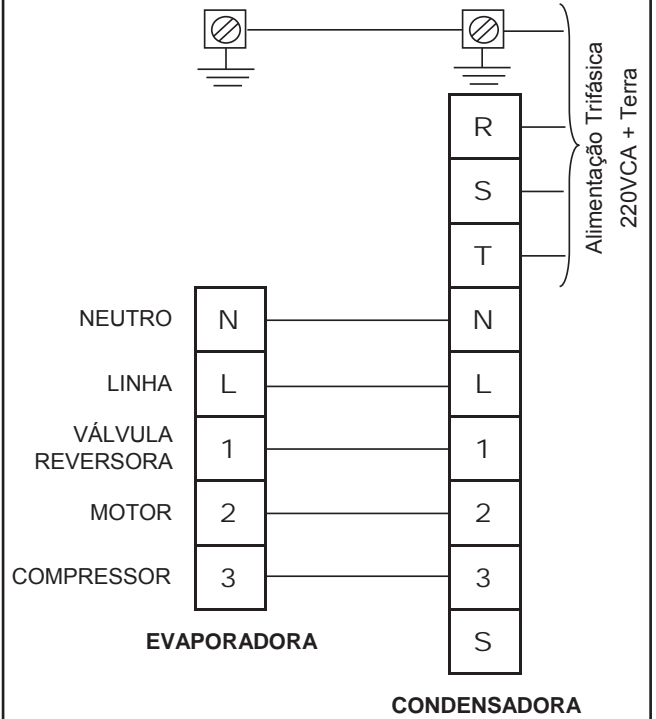 Alimentação Trifásica
220VCA + Terra
R
S
T
NEUTRO N N
LINHA L L
VÁLVULA
REVERSORA 1 1
MOTOR 2 2
COMPRESSOR 3 3
EVAPORADORA S
CONDENSADORA